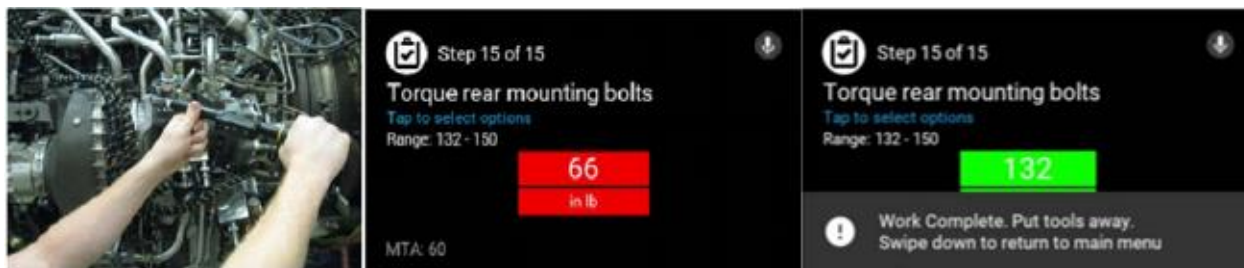 Step 15 of 15
Torque rear mounting bolts
Tap to select options
Range: 132 - 150
66
in lb
MTA: 60
Step 15 of 15
Torque rear mounting bolts
Tap to select options
Range: 132 - 150
132
Work Complete. Put tools away.
Swipe down to return to main menu